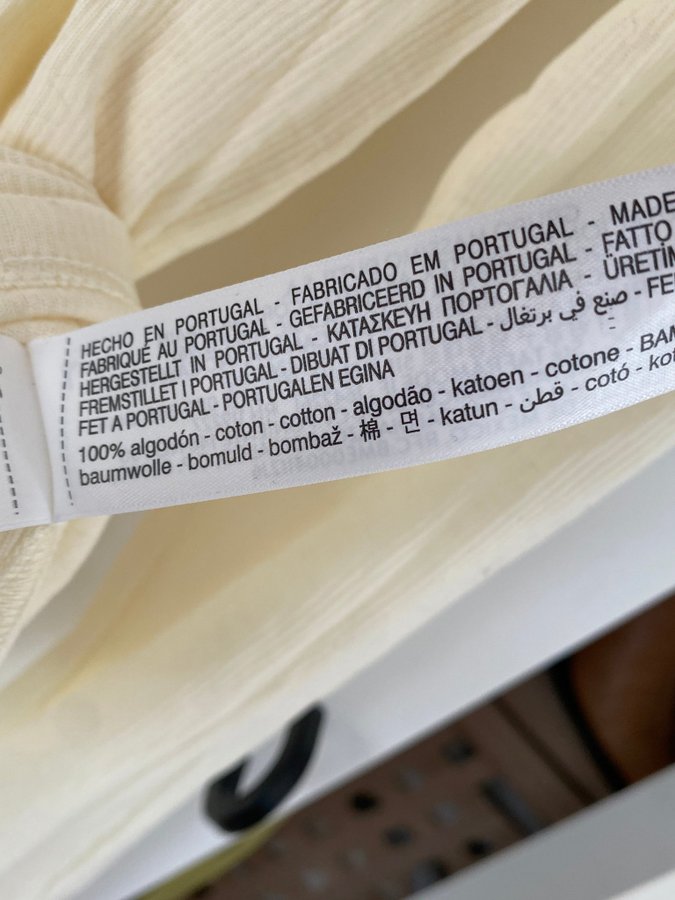 HECHO EN PORTUGAL - FABRICADO EM PORTUGAL - MADE
FABRIQUÉ AU PORTUGAL - GEFABRICEERD IN PORTUGAL - FATTO
HERGESTELLT IN PORTUGAL - ΚΑΤΑΣΚΕΥΗ ΠΟΡΤΟΓΑΛΙΑ - ÜRETİM
FREMSTILLET I PORTUGAL - DIBUAT DI PORTUGAL - صنع في برتغال - FE
FET A PORTUGAL - PORTUGALEN EGINA
100% algodón - coton - cotton - algodão - katoen - cotone - BAM
baumwolle - bomuld - bombaž - 棉 - 면 - katun - قطن - cotó - kot